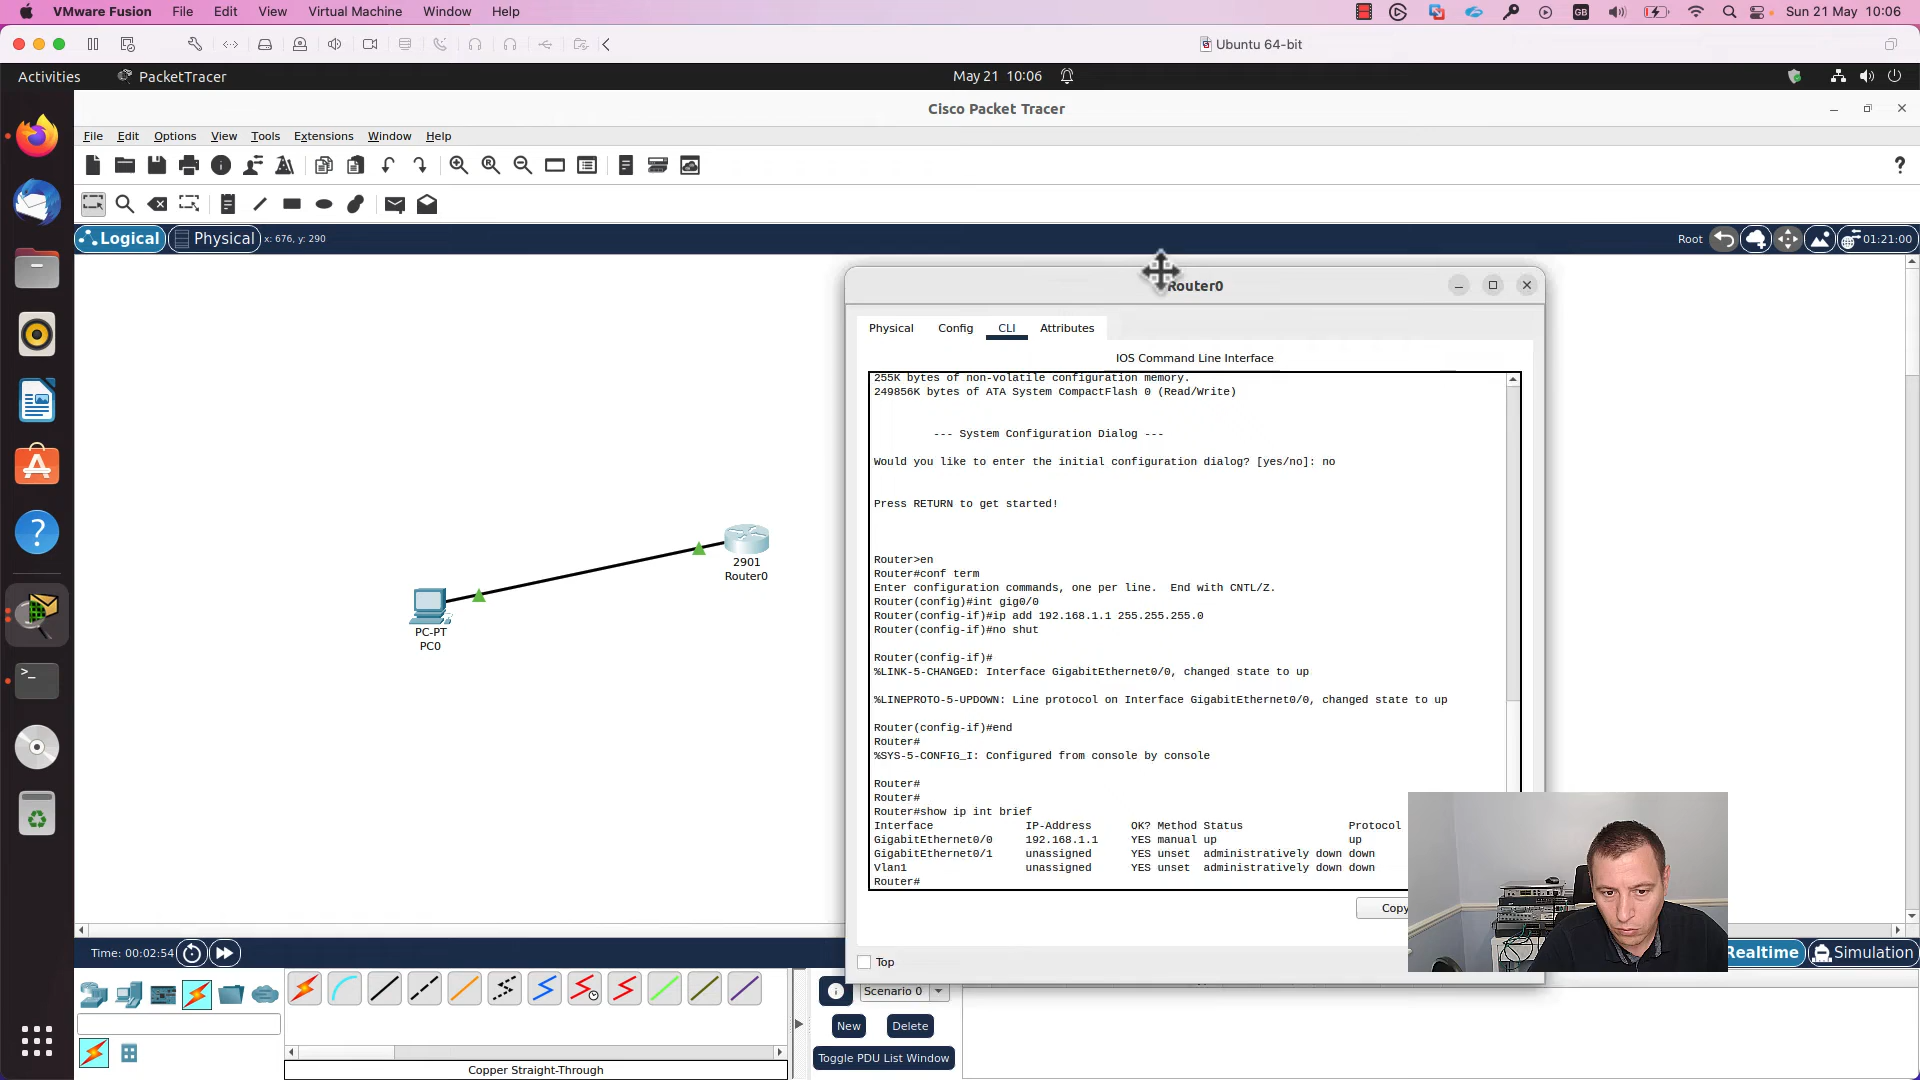 VMware Fusion File Edit View Virtual Machine Window Help
GB Sun 21 May 10:06
Ubuntu 64-bit
Activities PacketTracer May 21 10:06
Cisco Packet Tracer
File Edit Options View Tools Extensions Window Help
Logical Physical x: 676, y: 290 Root 01:21:00
Router0
Physical Config CLI Attributes
IOS Command Line Interface
255K bytes of non-volatile configuration memory.
249856K bytes of ATA System CompactFlash 0 (Read/Write)
--- System Configuration Dialog ---
Would you like to enter the initial configuration dialog? [yes/no]: no
Press RETURN to get started!
Router>en
Router#conf term
Enter configuration commands, one per line. End with CNTL/Z.
Router(config)#int gig0/0
Router(config-if)#ip add 192.168.1.1 255.255.255.0
Router(config-if)#no shut
Router(config-if)#
%LINK-5-CHANGED: Interface GigabitEthernet0/0, changed state to up
%LINEPROTO-5-UPDOWN: Line protocol on Interface GigabitEthernet0/0, changed state to up
Router(config-if)#end
Router#
%SYS-5-CONFIG_I: Configured from console by console
Router#
Router#
Router#show ip int brief
Interface IP-Address OK? Method Status Protocol
GigabitEthernet0/0 192.168.1.1 YES manual up up
GigabitEthernet0/1 unassigned YES unset administratively down down
Vlan1 unassigned YES unset administratively down down
Router#
Copy
Top
2901
Router0
PC-PT
PC0
Time: 00:02:54
Realtime Simulation
Scenario 0
New Delete
Toggle PDU List Window
Copper Straight-Through